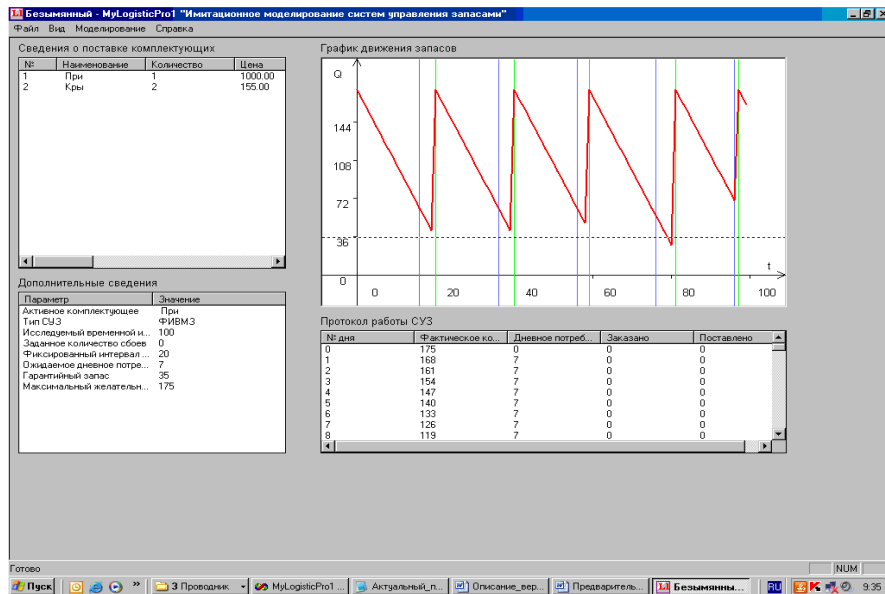 Безымянный - MyLogisticPro1 "Имитационное моделирование систем управления запасами"
Файл Вид Моделирование Справка
Сведения о поставке комплектующих
№ Наименование Количество Цена
1 При 1 1000.00
2 Кры 2 155.00
График движения запасов
Q
144
108
72
36
0
t
0 20 40 60 80 100
Дополнительные сведения
Параметр Значение
Активное комплектующее При
Тип СУЗ ФИВМЗ
Исследуемый временной и... 100
Заданное количество сбоев 0
Фиксированный интервал ... 20
Ожидаемое дневное потре... 7
Гарантийный запас 35
Максимальный желательн... 175
Протокол работы СУЗ
№ дня Фактическое ко... Дневное потреб... Заказано Поставлено
0 175 0 0 0
1 168 7 0 0
2 161 7 0 0
3 154 7 0 0
4 147 7 0 0
5 140 7 0 0
6 133 7 0 0
7 126 7 0 0
8 119 7 0 0
Готово NUM
Пуск » 3 Проводник MyLogisticPro1 ... Актуальный_п... Описание_вер... Предваритель... Безымянны... RU 9:35